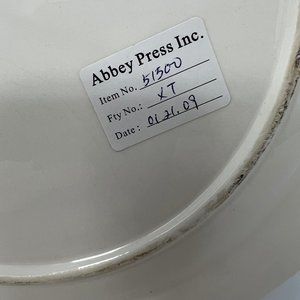 Abbey Press Inc.
Item No. 51500
Fty No.: XT
Date: 01.21.09